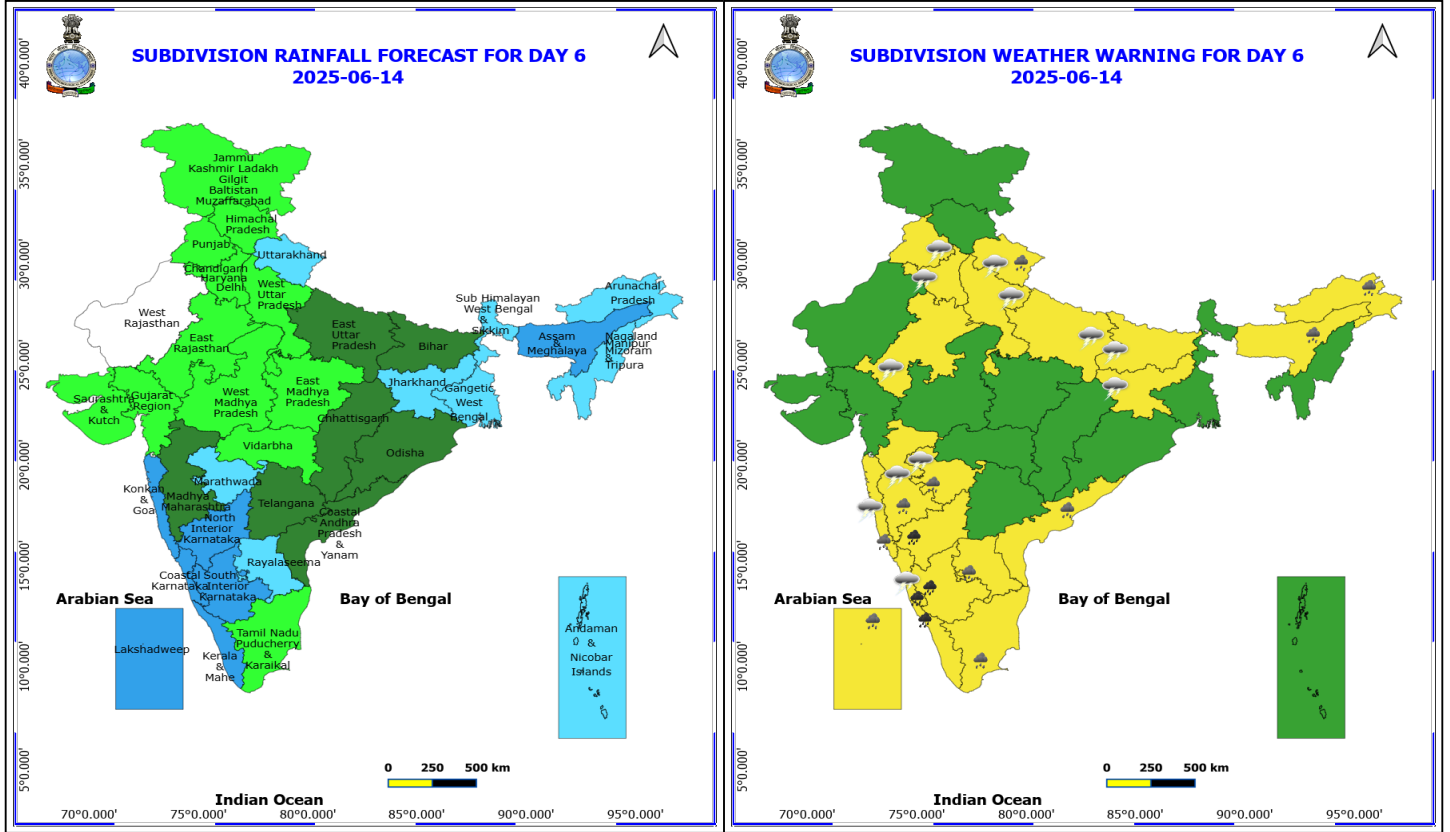 SUBDIVISION RAINFALL FORECAST FOR DAY 6
2025-06-14
40°0.000'
35°0.000'
30°0.000'
25°0.000'
20°0.000'
15°0.000'
10°0.000'
5°0.000'
Jammu
Kashmir Ladakh
Gilgit
Baltistan
Muzaffarabad
Himachal
Pradesh
Punjab
Uttarakhand
Chandigarh
Haryana
Delhi
West
Uttar
Pradesh
West
Rajasthan
East
Rajasthan
East
Uttar
Pradesh
Bihar
Sub Himalayan
West Bengal
&
Sikkim
Arunachal
Pradesh
Assam
&
Meghalaya
Nagaland
Manipur
Mizoram
&
Tripura
Saurashtra
&
Kutch
Gujarat
Region
West
Madhya
Pradesh
East
Madhya
Pradesh
Jharkhand
Gangetic
West
Bengal
Chhattisgarh
Odisha
Vidarbha
Marathwada
Konkan
&
Goa
Madhya
Maharashtra
North
Interior
Karnataka
Telangana
Coastal
Andhra
Pradesh
&
Yanam
Rayalaseema
Coastal
Karnataka
South
Interior
Karnataka
Arabian Sea
Bay of Bengal
Lakshadweep
Kerala
&
Mahe
Tamil Nadu
Puducherry
&
Karaikal
Andaman
&
Nicobar
Islands
0 250 500 km
Indian Ocean
70°0.000' 75°0.000' 80°0.000' 85°0.000' 90°0.000' 95°0.000'
SUBDIVISION WEATHER WARNING FOR DAY 6
2025-06-14
40°0.000'
35°0.000'
30°0.000'
25°0.000'
20°0.000'
15°0.000'
10°0.000'
5°0.000'
Arabian Sea
Bay of Bengal
0 250 500 km
Indian Ocean
70°0.000' 75°0.000' 80°0.000' 85°0.000' 90°0.000' 95°0.000'